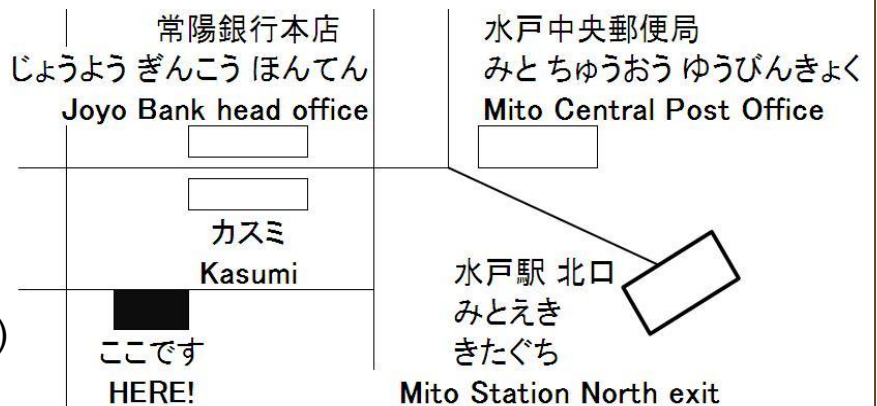 常陽銀行本店
じょうよう ぎんこう ほんてん
Joyo Bank head office
水戸中央郵便局
みと ちゅうおう ゆうびんきょく
Mito Central Post Office
カスミ
Kasumi
水戸駅 北口
みとえき
きたぐち
Mito Station North exit
)
ここです
HERE!